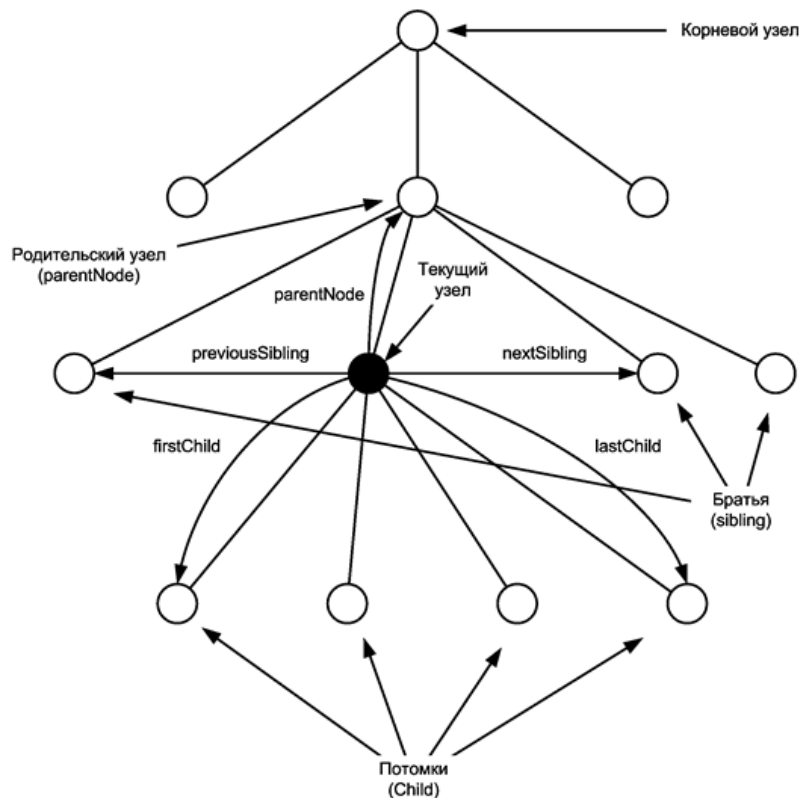 Корневой узел
Родительский узел
(parentNode)
Текущий
узел
parentNode
previousSibling
nextSibling
firstChild
lastChild
Братья
(sibling)
Потомки
(Child)